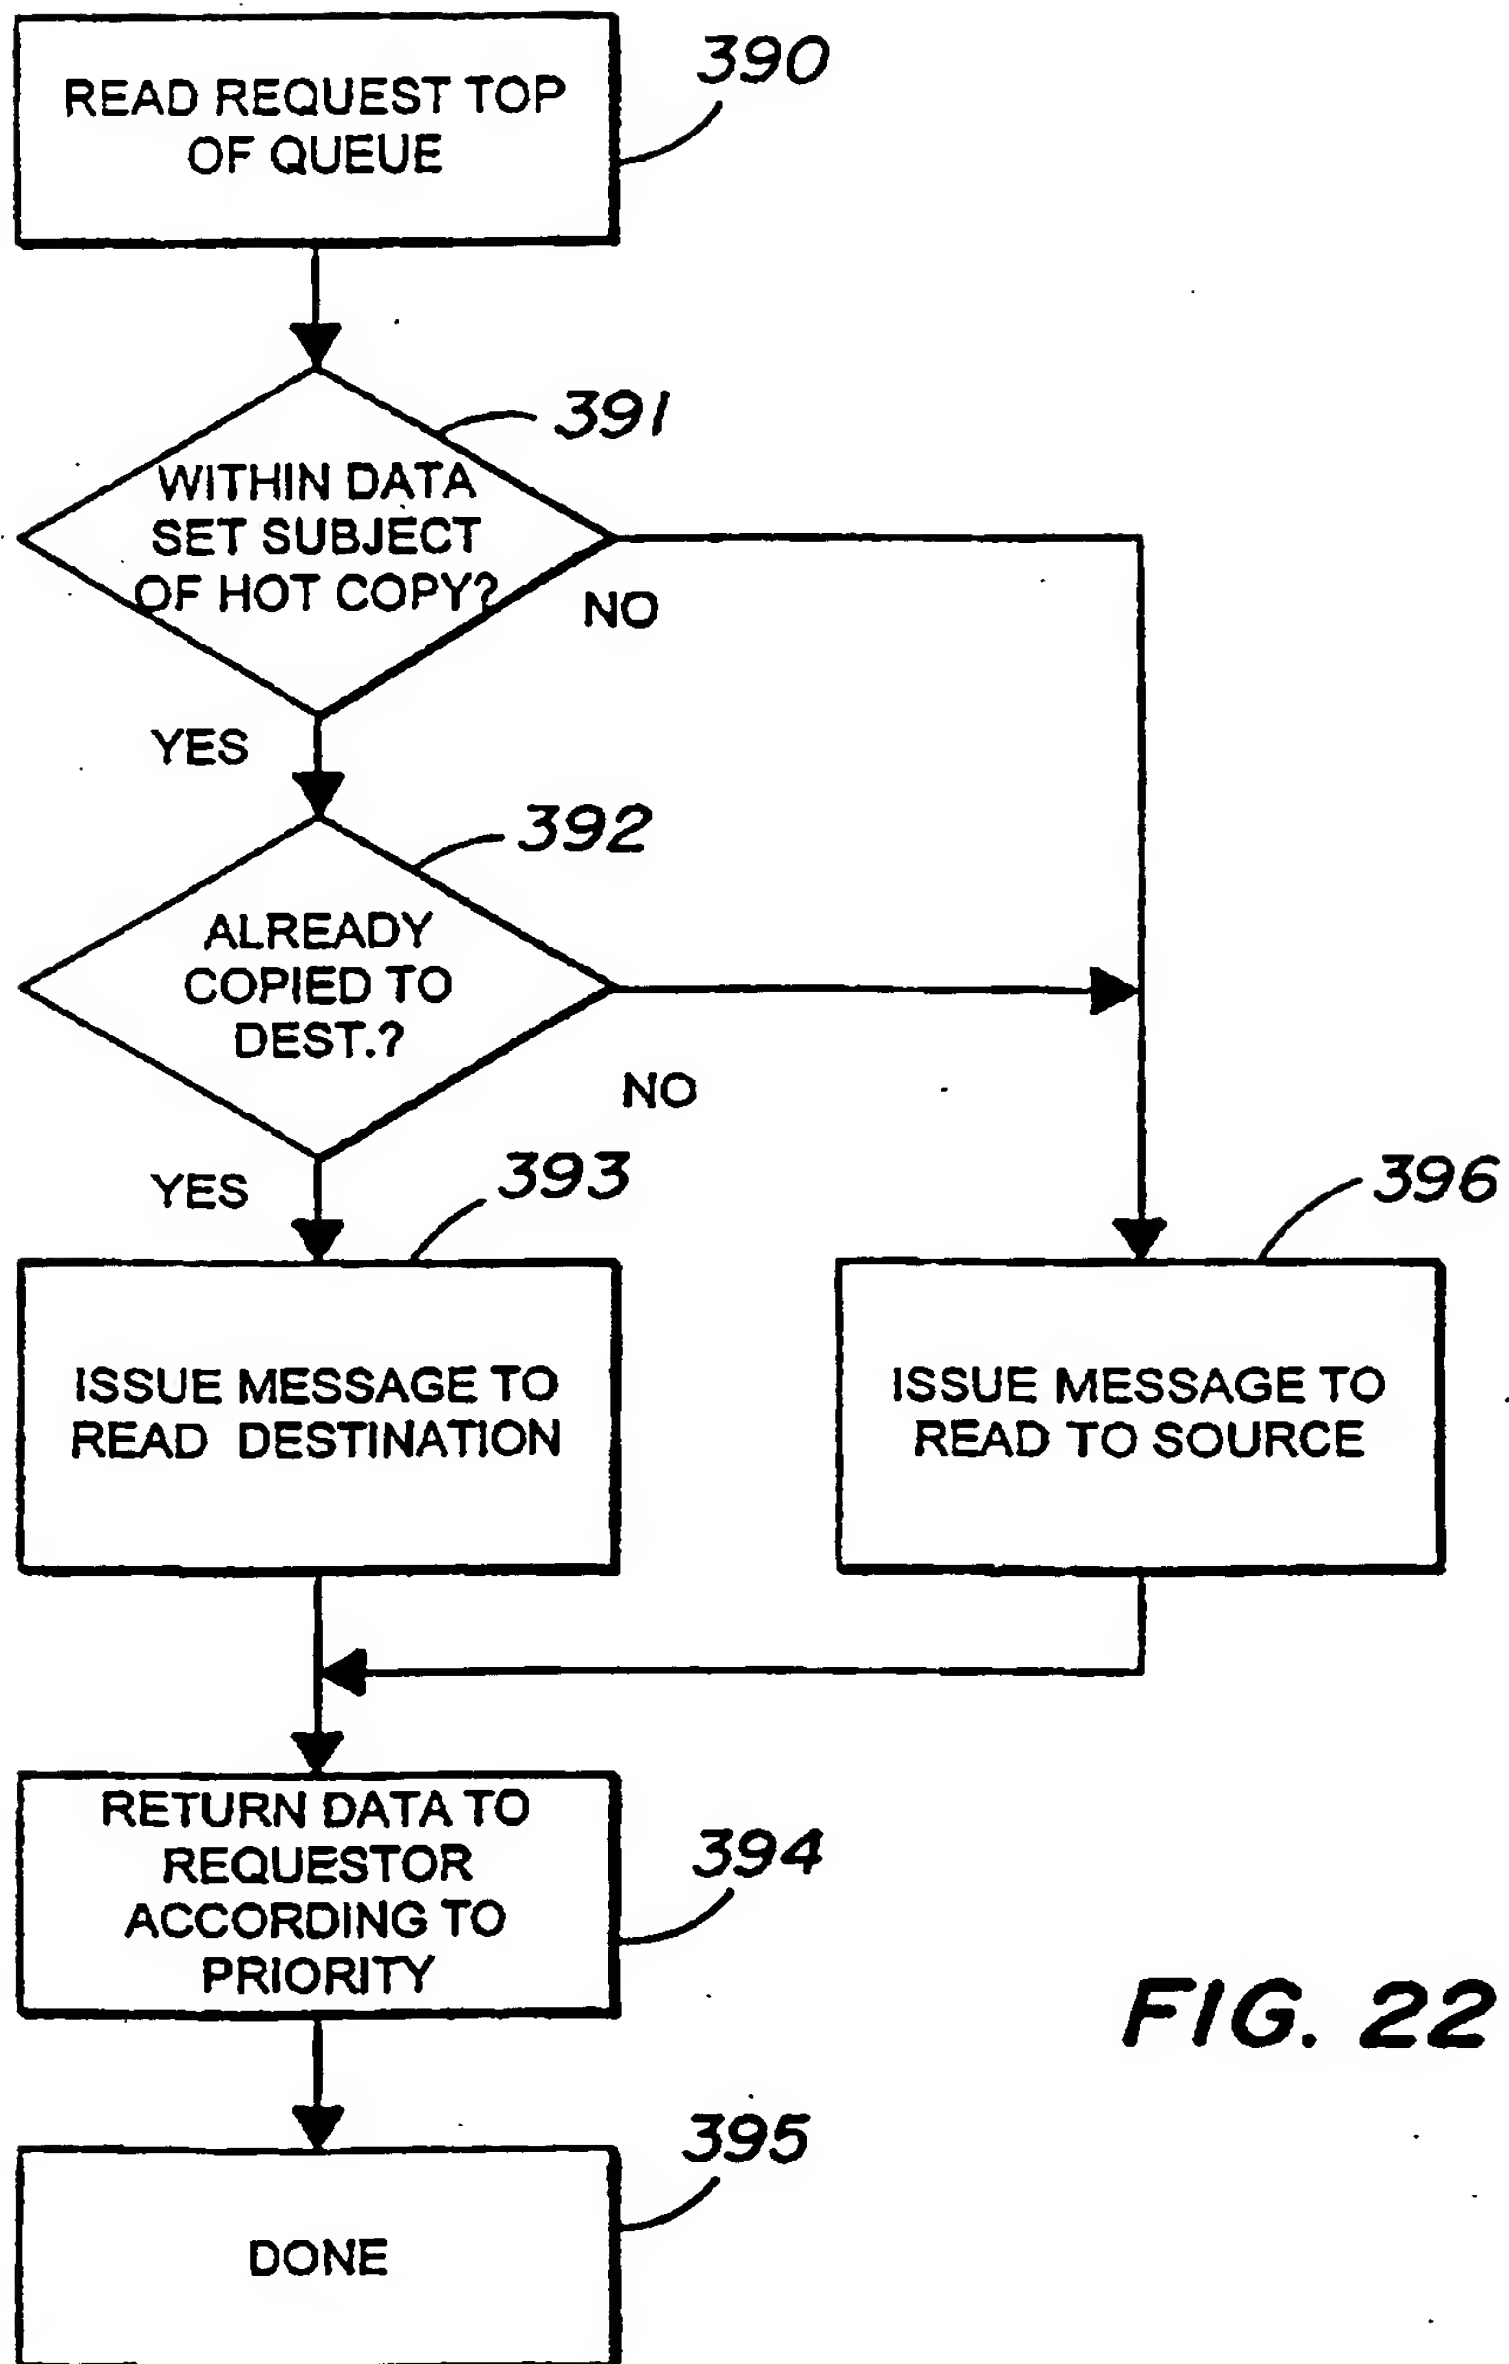 READ REQUEST TOP
OF QUEUE
390
391
WITHIN DATA
SET SUBJECT
OF HOT COPY?
NO
YES
392
ALREADY
COPIED TO
DEST.?
NO
YES
393
396
ISSUE MESSAGE TO
READ DESTINATION
ISSUE MESSAGE TO
READ TO SOURCE
RETURN DATA TO
REQUESTOR
ACCORDING TO
PRIORITY
394
FIG. 22
395
DONE